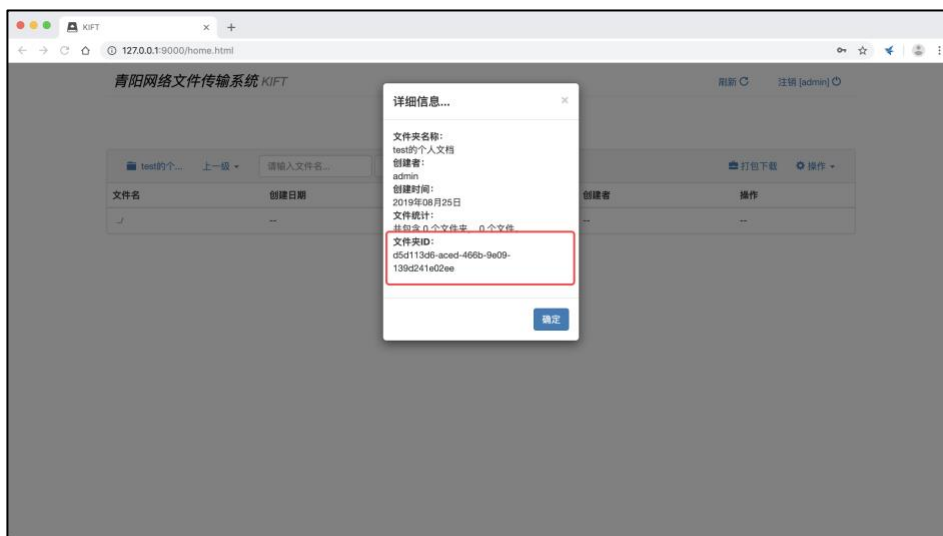 KIFT
127.0.0.1:9000/home.html
青阳网络文件传输系统 KIFT
刷新
注销 [admin]
详细信息...
文件夹名称：
test的个人文档
创建者：
admin
创建时间：
2019年08月25日
文件统计：
共包含 0 个文件夹， 0 个文件
文件夹ID：
d5d113d6-aced-466b-9e09-
139d241e02ee
确定
test的个...
上一级
请输入文件名...
打包下载
操作
文件名
创建日期
创建者
操作
../
--
--
--